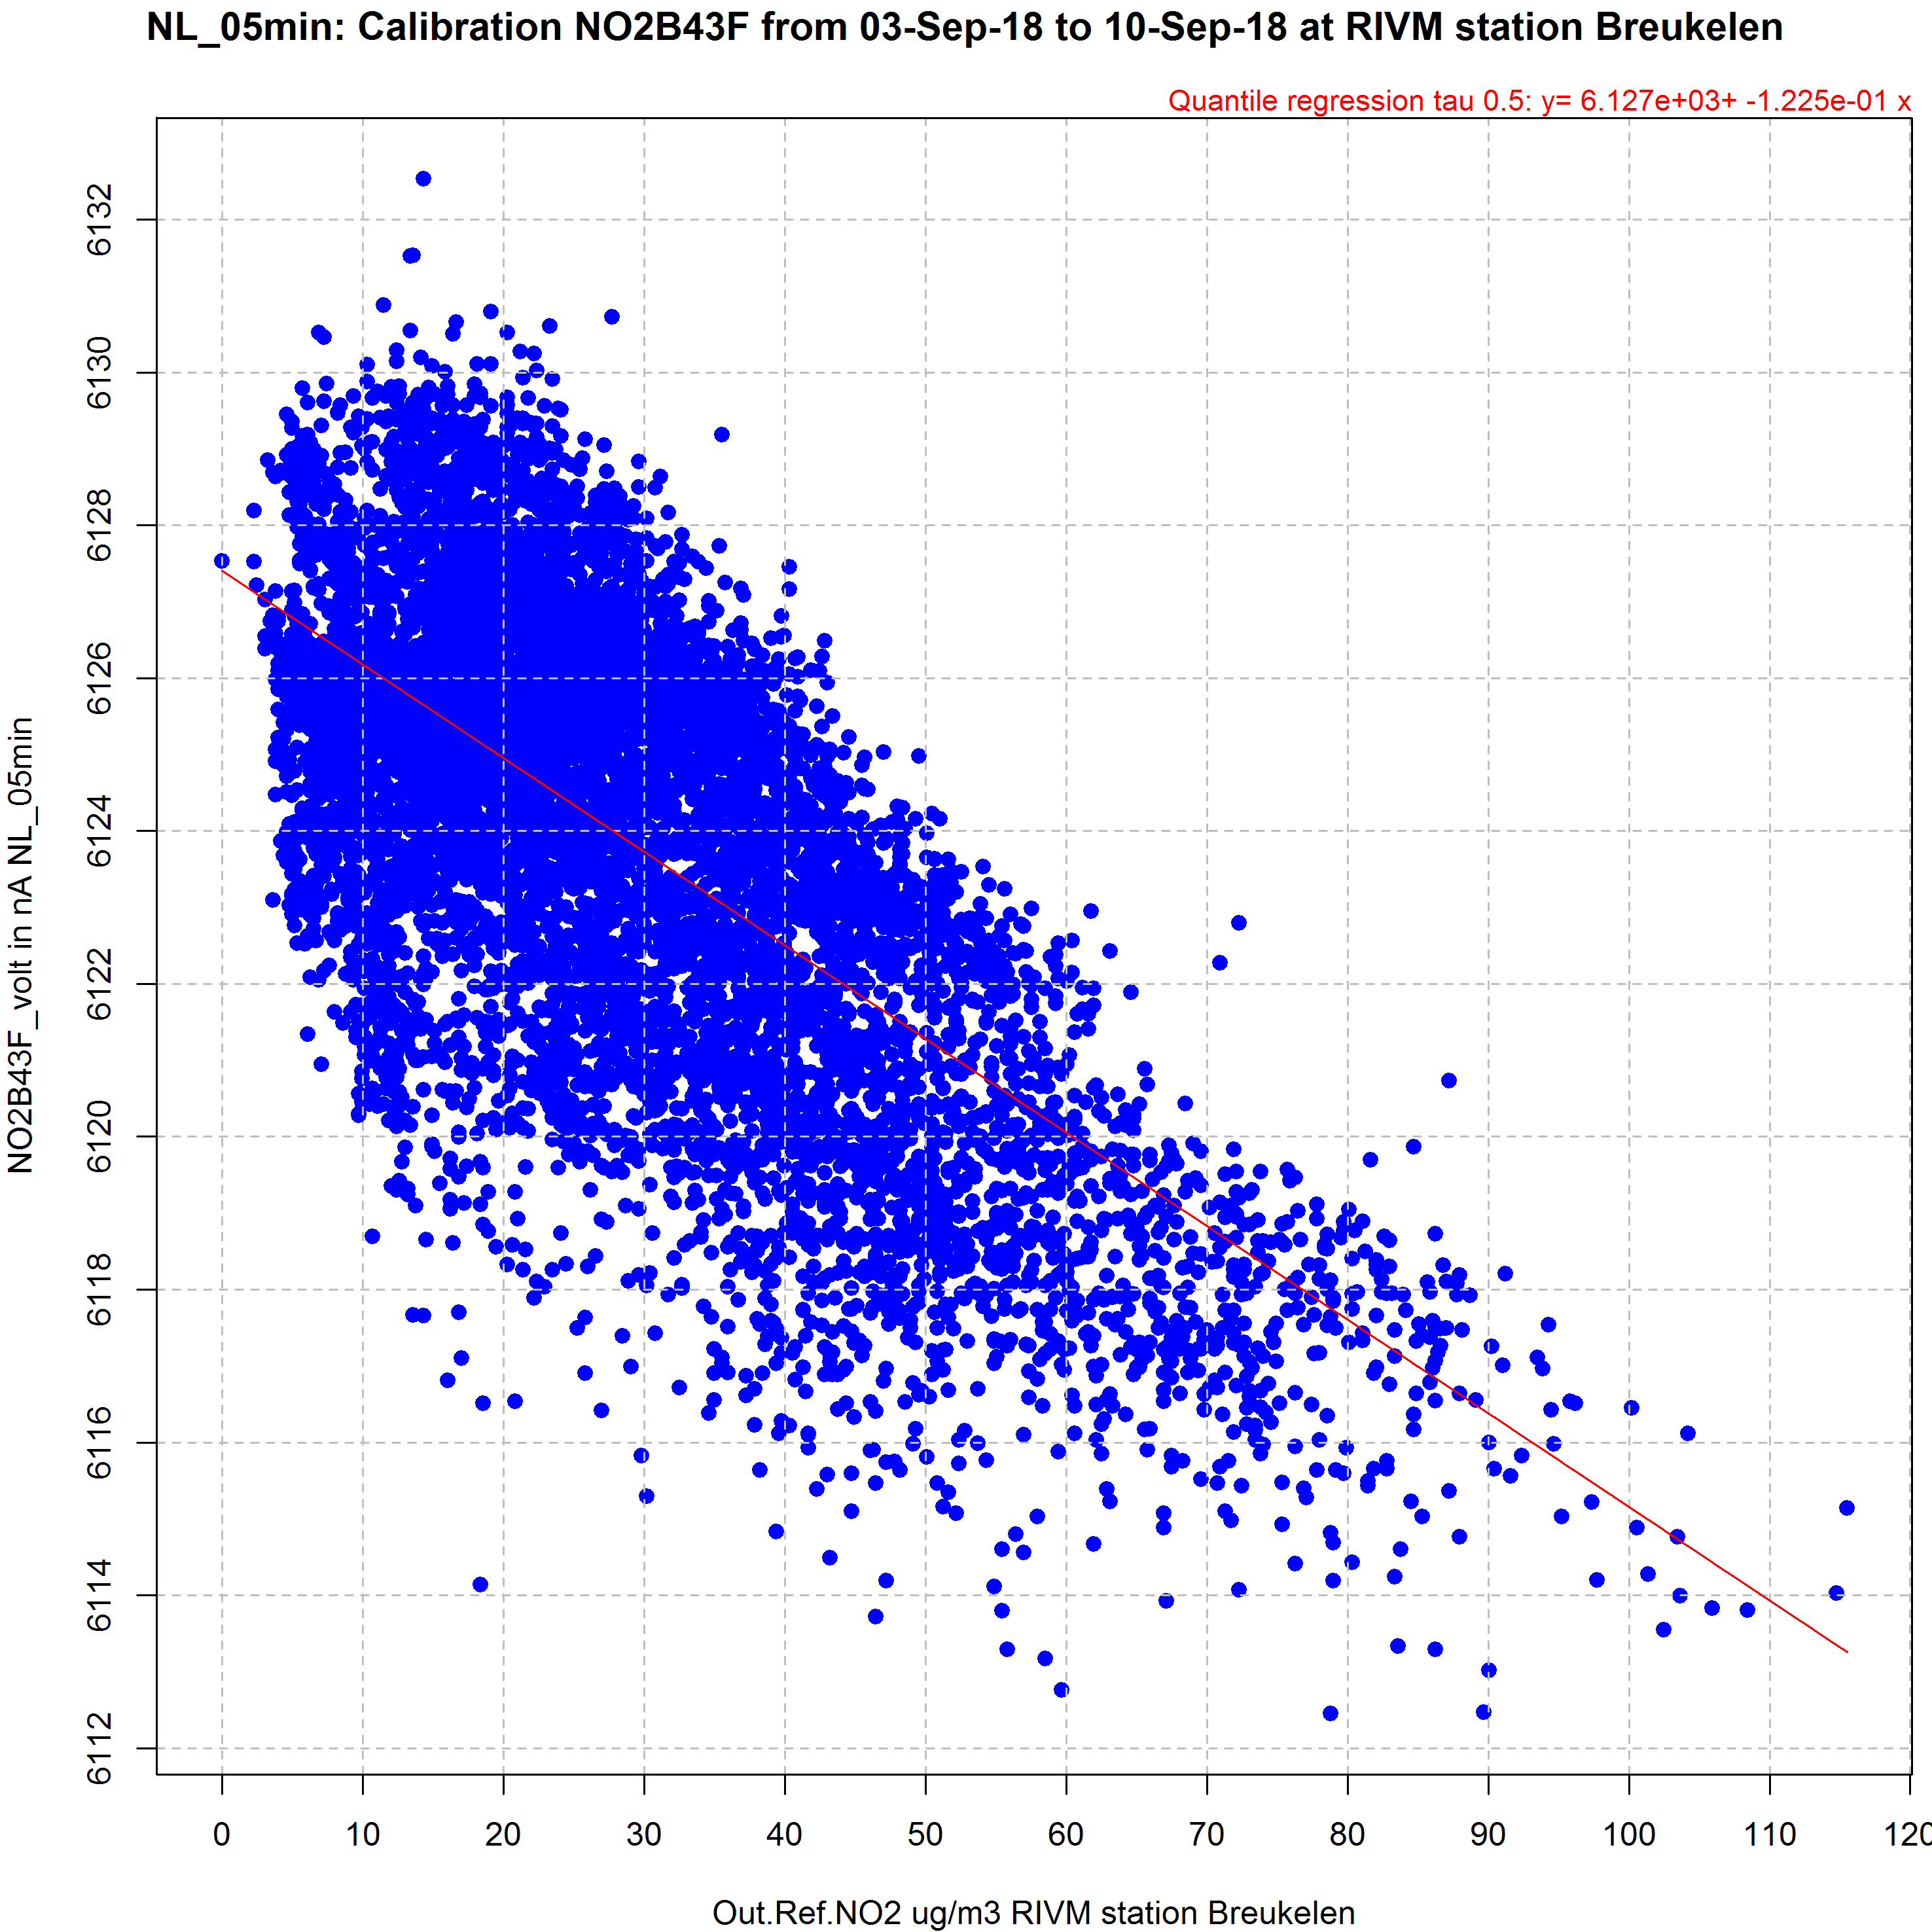 NL_05min: Calibration NO2B43F from 03-Sep-18 to 10-Sep-18 at RIVM station Breukelen
Quantile regression tau 0.5: y= 6.127e+03+ -1.225e-01 x
NO2B43F_volt in nA NL_05min
6132
6130
6128
6126
6124
6122
6120
6118
6116
6114
6112
0 10 20 30 40 50 60 70 80 90 100 110 120
Out.Ref.NO2 ug/m3 RIVM station Breukelen